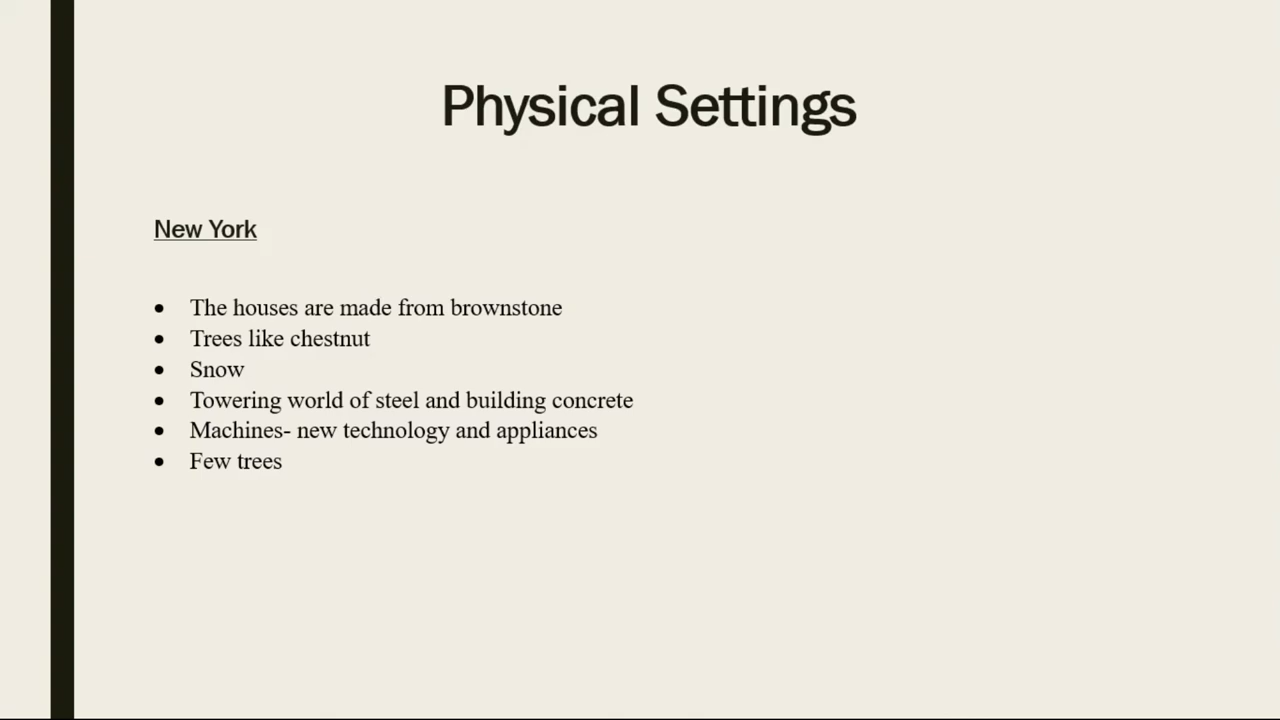 Physical Settings
New York
• The houses are made from brownstone
• Trees like chestnut
• Snow
• Towering world of steel and building concrete
• Machines- new technology and appliances
• Few trees